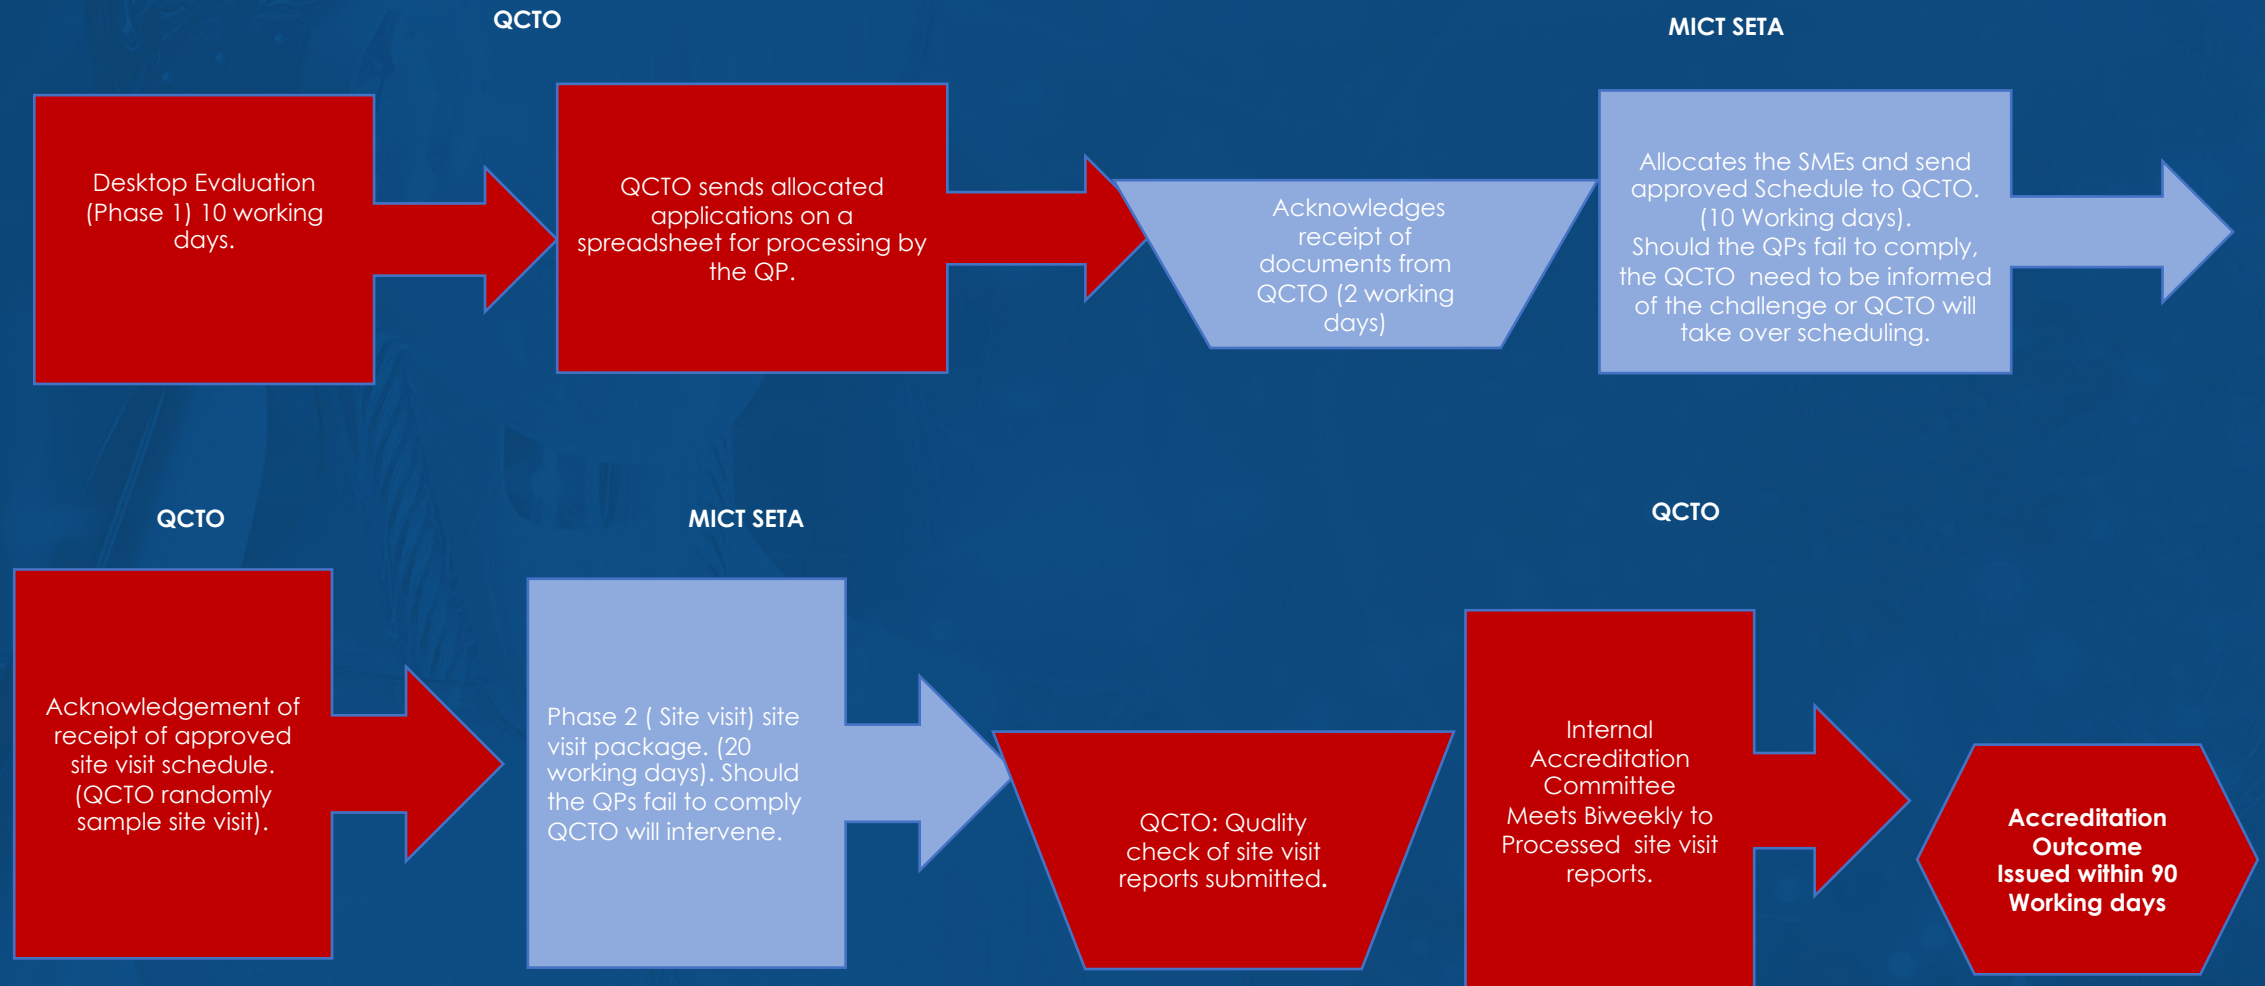 QCTO
MICT SETA
Desktop Evaluation
(Phase 1) 10 working
days.
QCTO sends allocated
applications on a
spreadsheet for processing by
the QP.
Acknowledges
receipt of
documents from
QCTO (2 working
days)
Allocates the SMEs and send
approved Schedule to QCTO.
(10 Working days).
Should the QPs fail to comply,
the QCTO need to be informed
of the challenge or QCTO will
take over scheduling.
QCTO
MICT SETA
QCTO
Acknowledgement of
receipt of approved
site visit schedule.
(QCTO randomly
sample site visit).
Phase 2 ( Site visit) site
visit package. (20
working days). Should
the QPs fail to comply
QCTO will intervene.
QCTO: Quality
check of site visit
reports submitted.
Internal
Accreditation
Committee
Meets Biweekly to
Processed site visit
reports.
Accreditation
Outcome
Issued within 90
Working days